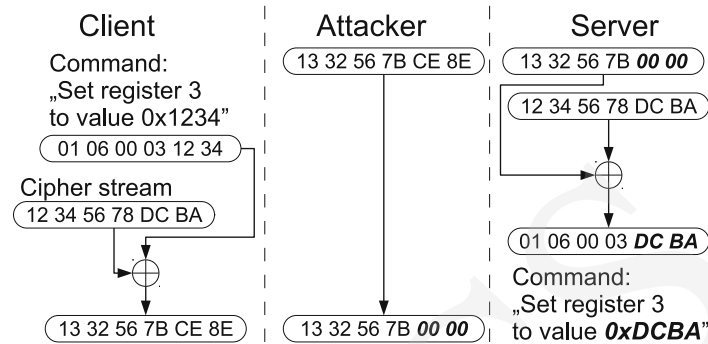 Client
Command:
„Set register 3
to value 0x1234”
01 06 00 03 12 34
Cipher stream
12 34 56 78 DC BA
13 32 56 7B CE 8E
Attacker
13 32 56 7B CE 8E
13 32 56 7B 00 00
Server
13 32 56 7B 00 00
12 34 56 78 DC BA
01 06 00 03 DC BA
Command:
„Set register 3
to value 0xDCBA”